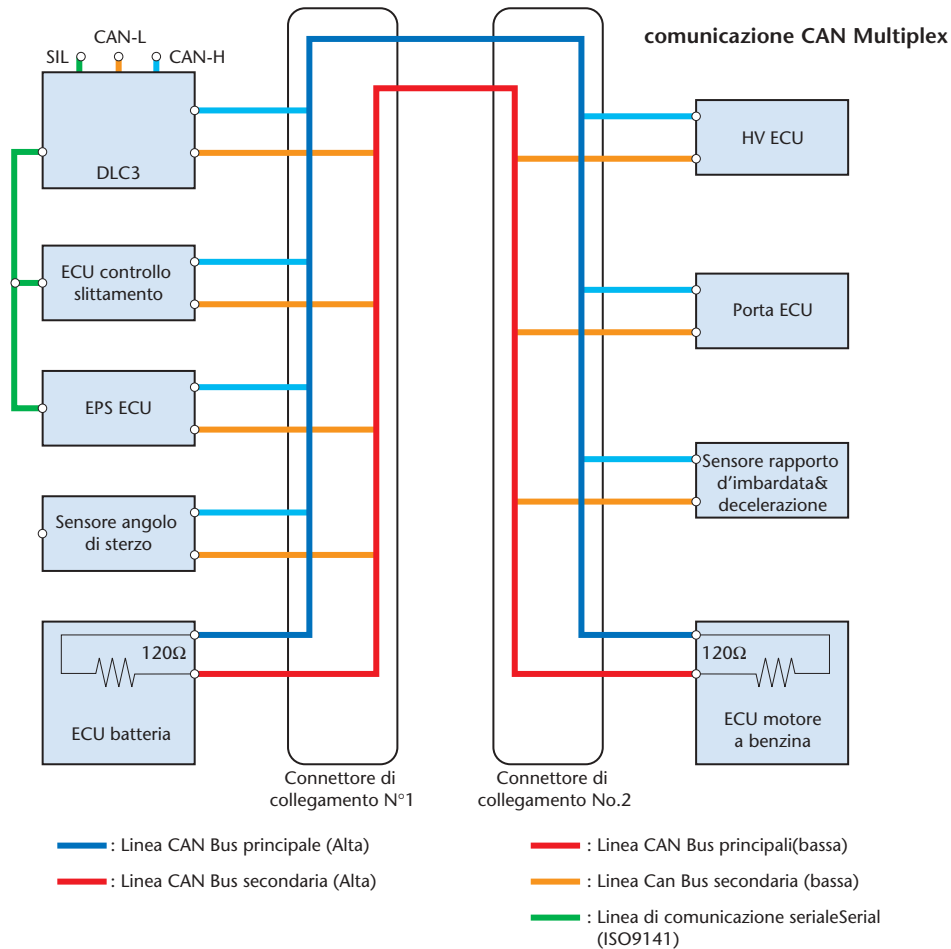 comunicazione CAN Multiplex
CAN-L
SIL
CAN-H
DLC3
HV ECU
ECU controllo
slittamento
Porta ECU
EPS ECU
Sensore rapporto
d'imbardata&
decelerazione
Sensore angolo
di sterzo
120Ω
ECU batteria
120Ω
ECU motore
a benzina
Connettore di
collegamento N°1
Connettore di
collegamento No.2
: Linea CAN Bus principale (Alta)
: Linea CAN Bus secondaria (Alta)
: Linea CAN Bus principali(bassa)
: Linea Can Bus secondaria (bassa)
: Linea di comunicazione serialeSerial
(ISO9141)